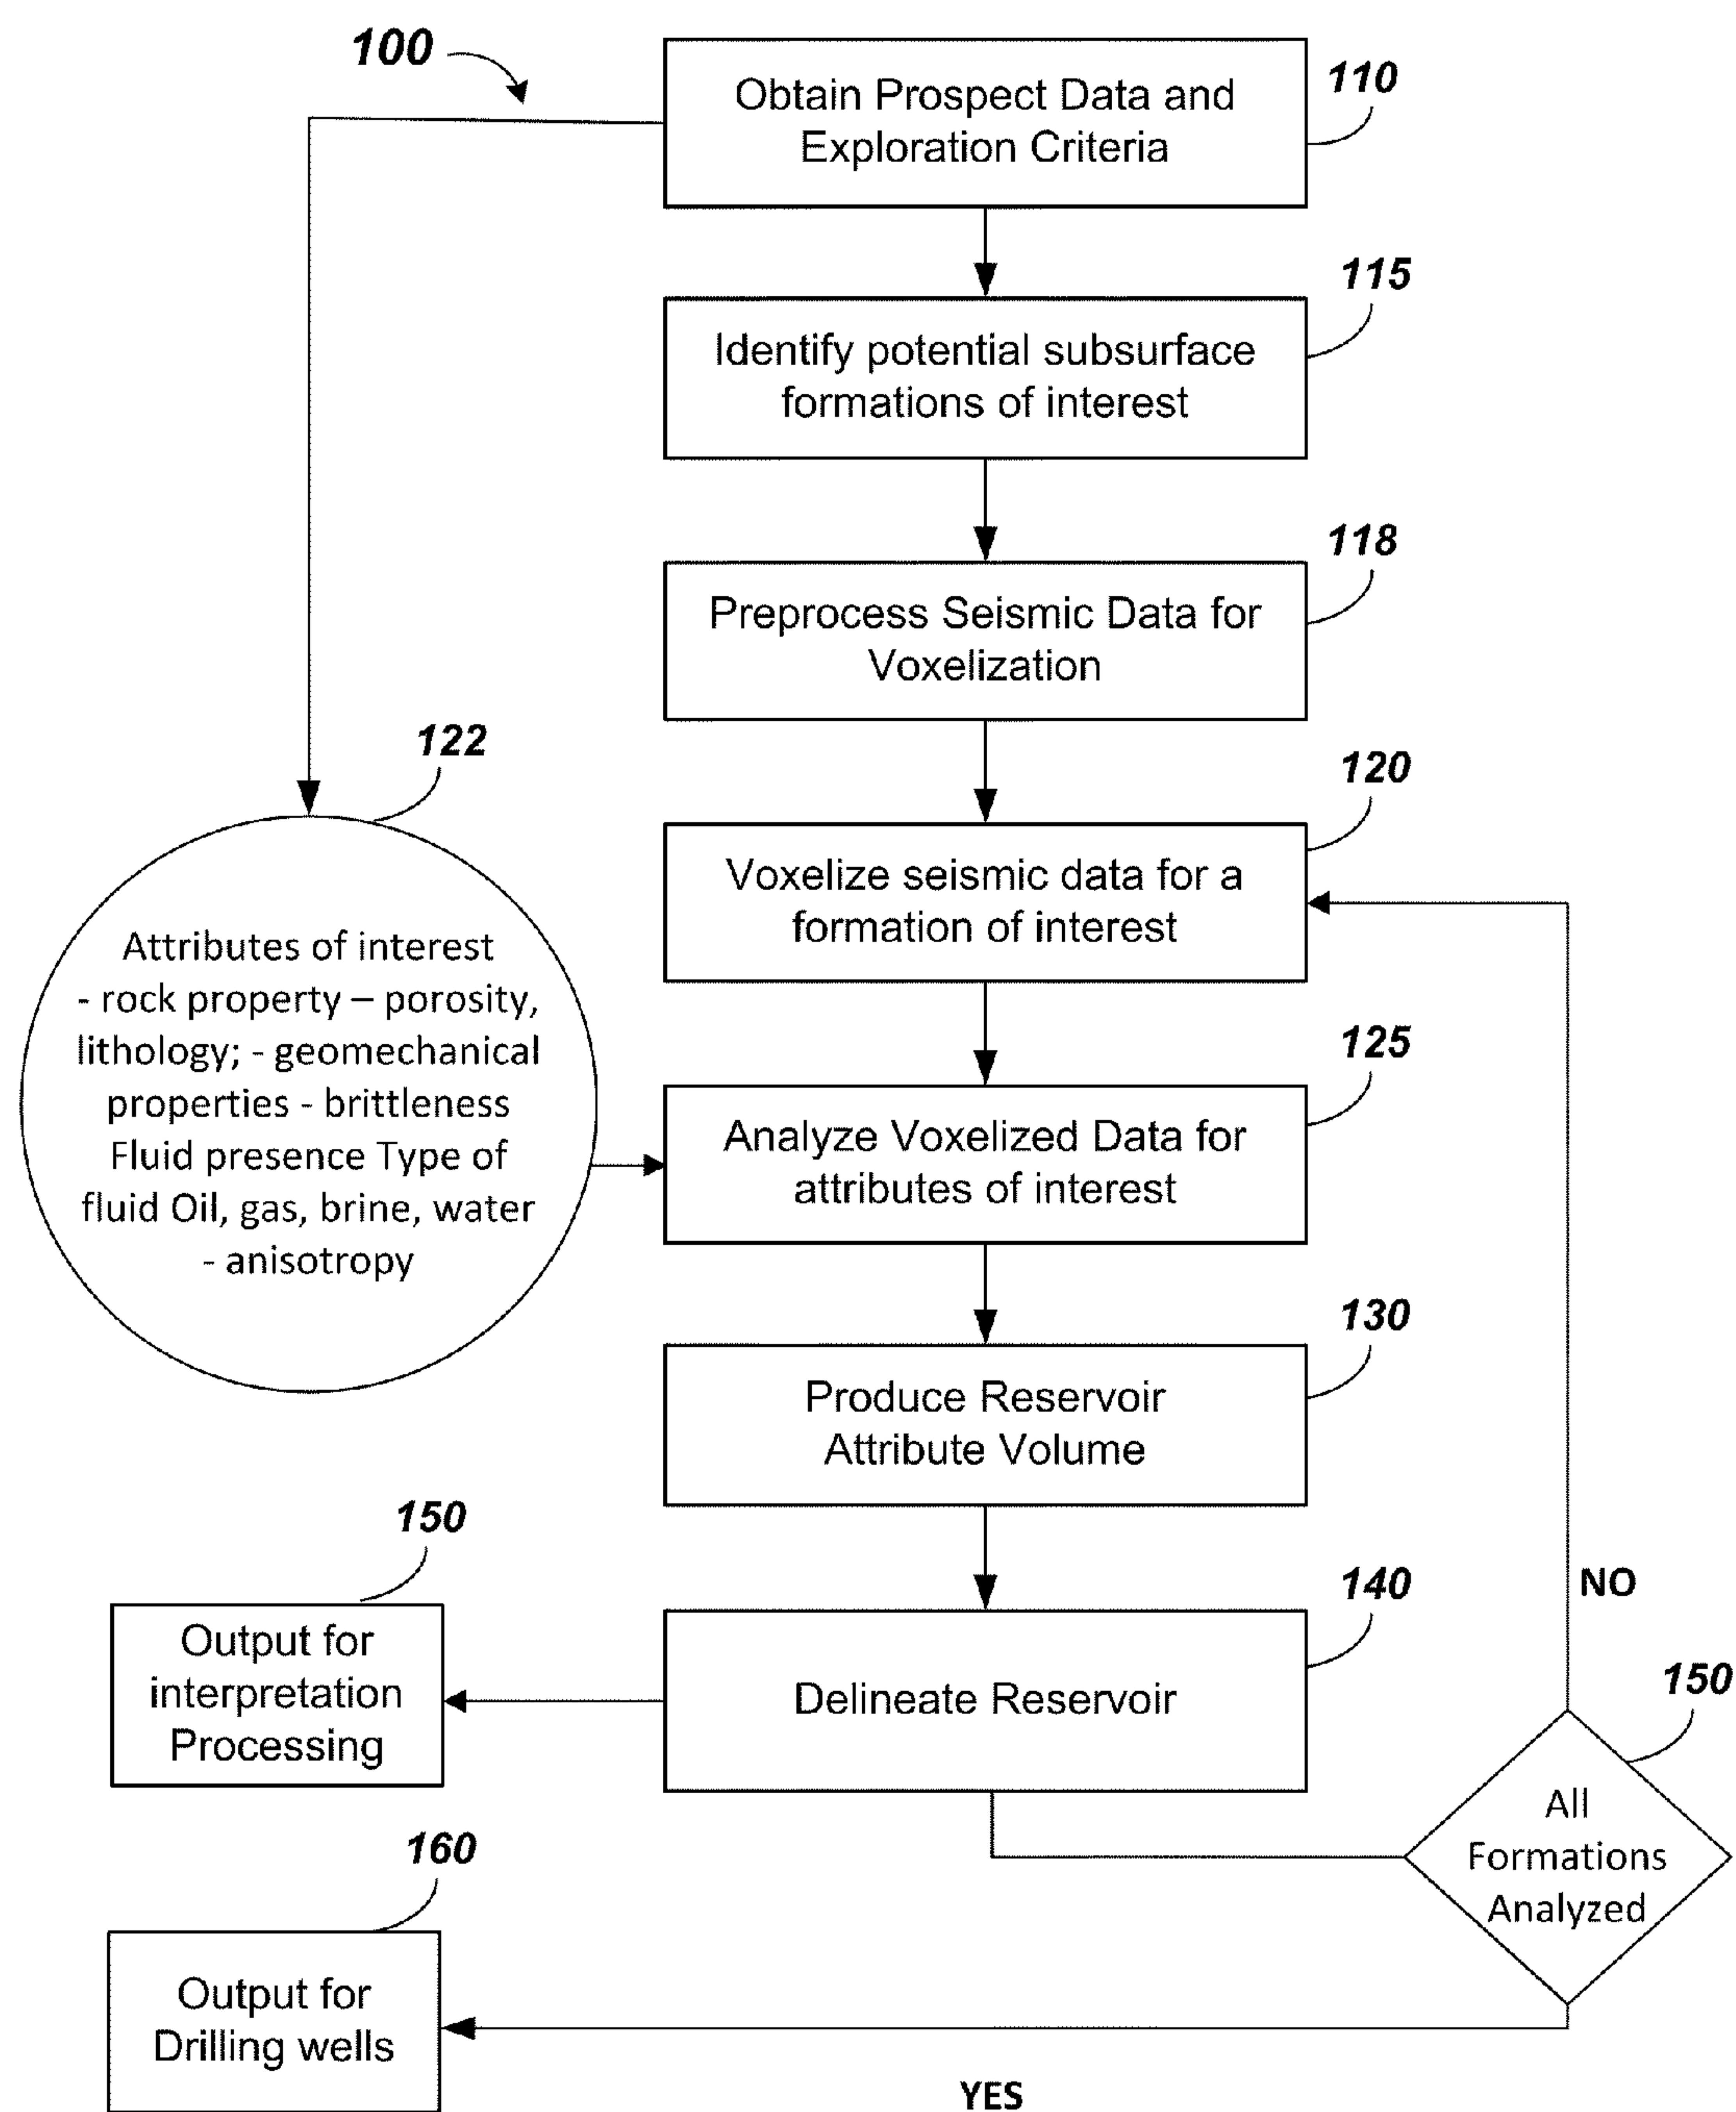 100
110
Obtain Prospect Data and
Exploration Criteria
115
Identify potential subsurface
formations of interest
118
Preprocess Seismic Data for
Voxelization
122
120
Voxelize seismic data for a
formation of interest
Attributes of interest
- rock property – porosity,
lithology; - geomechanical
properties - brittleness
Fluid presence Type of
fluid Oil, gas, brine, water
- anisotropy
125
Analyze Voxelized Data for
attributes of interest
130
Produce Reservoir
Attribute Volume
150
Output for
interpretation
Processing
140
Delineate Reservoir
NO
150
All
Formations
Analyzed
160
Output for
Drilling wells
YES